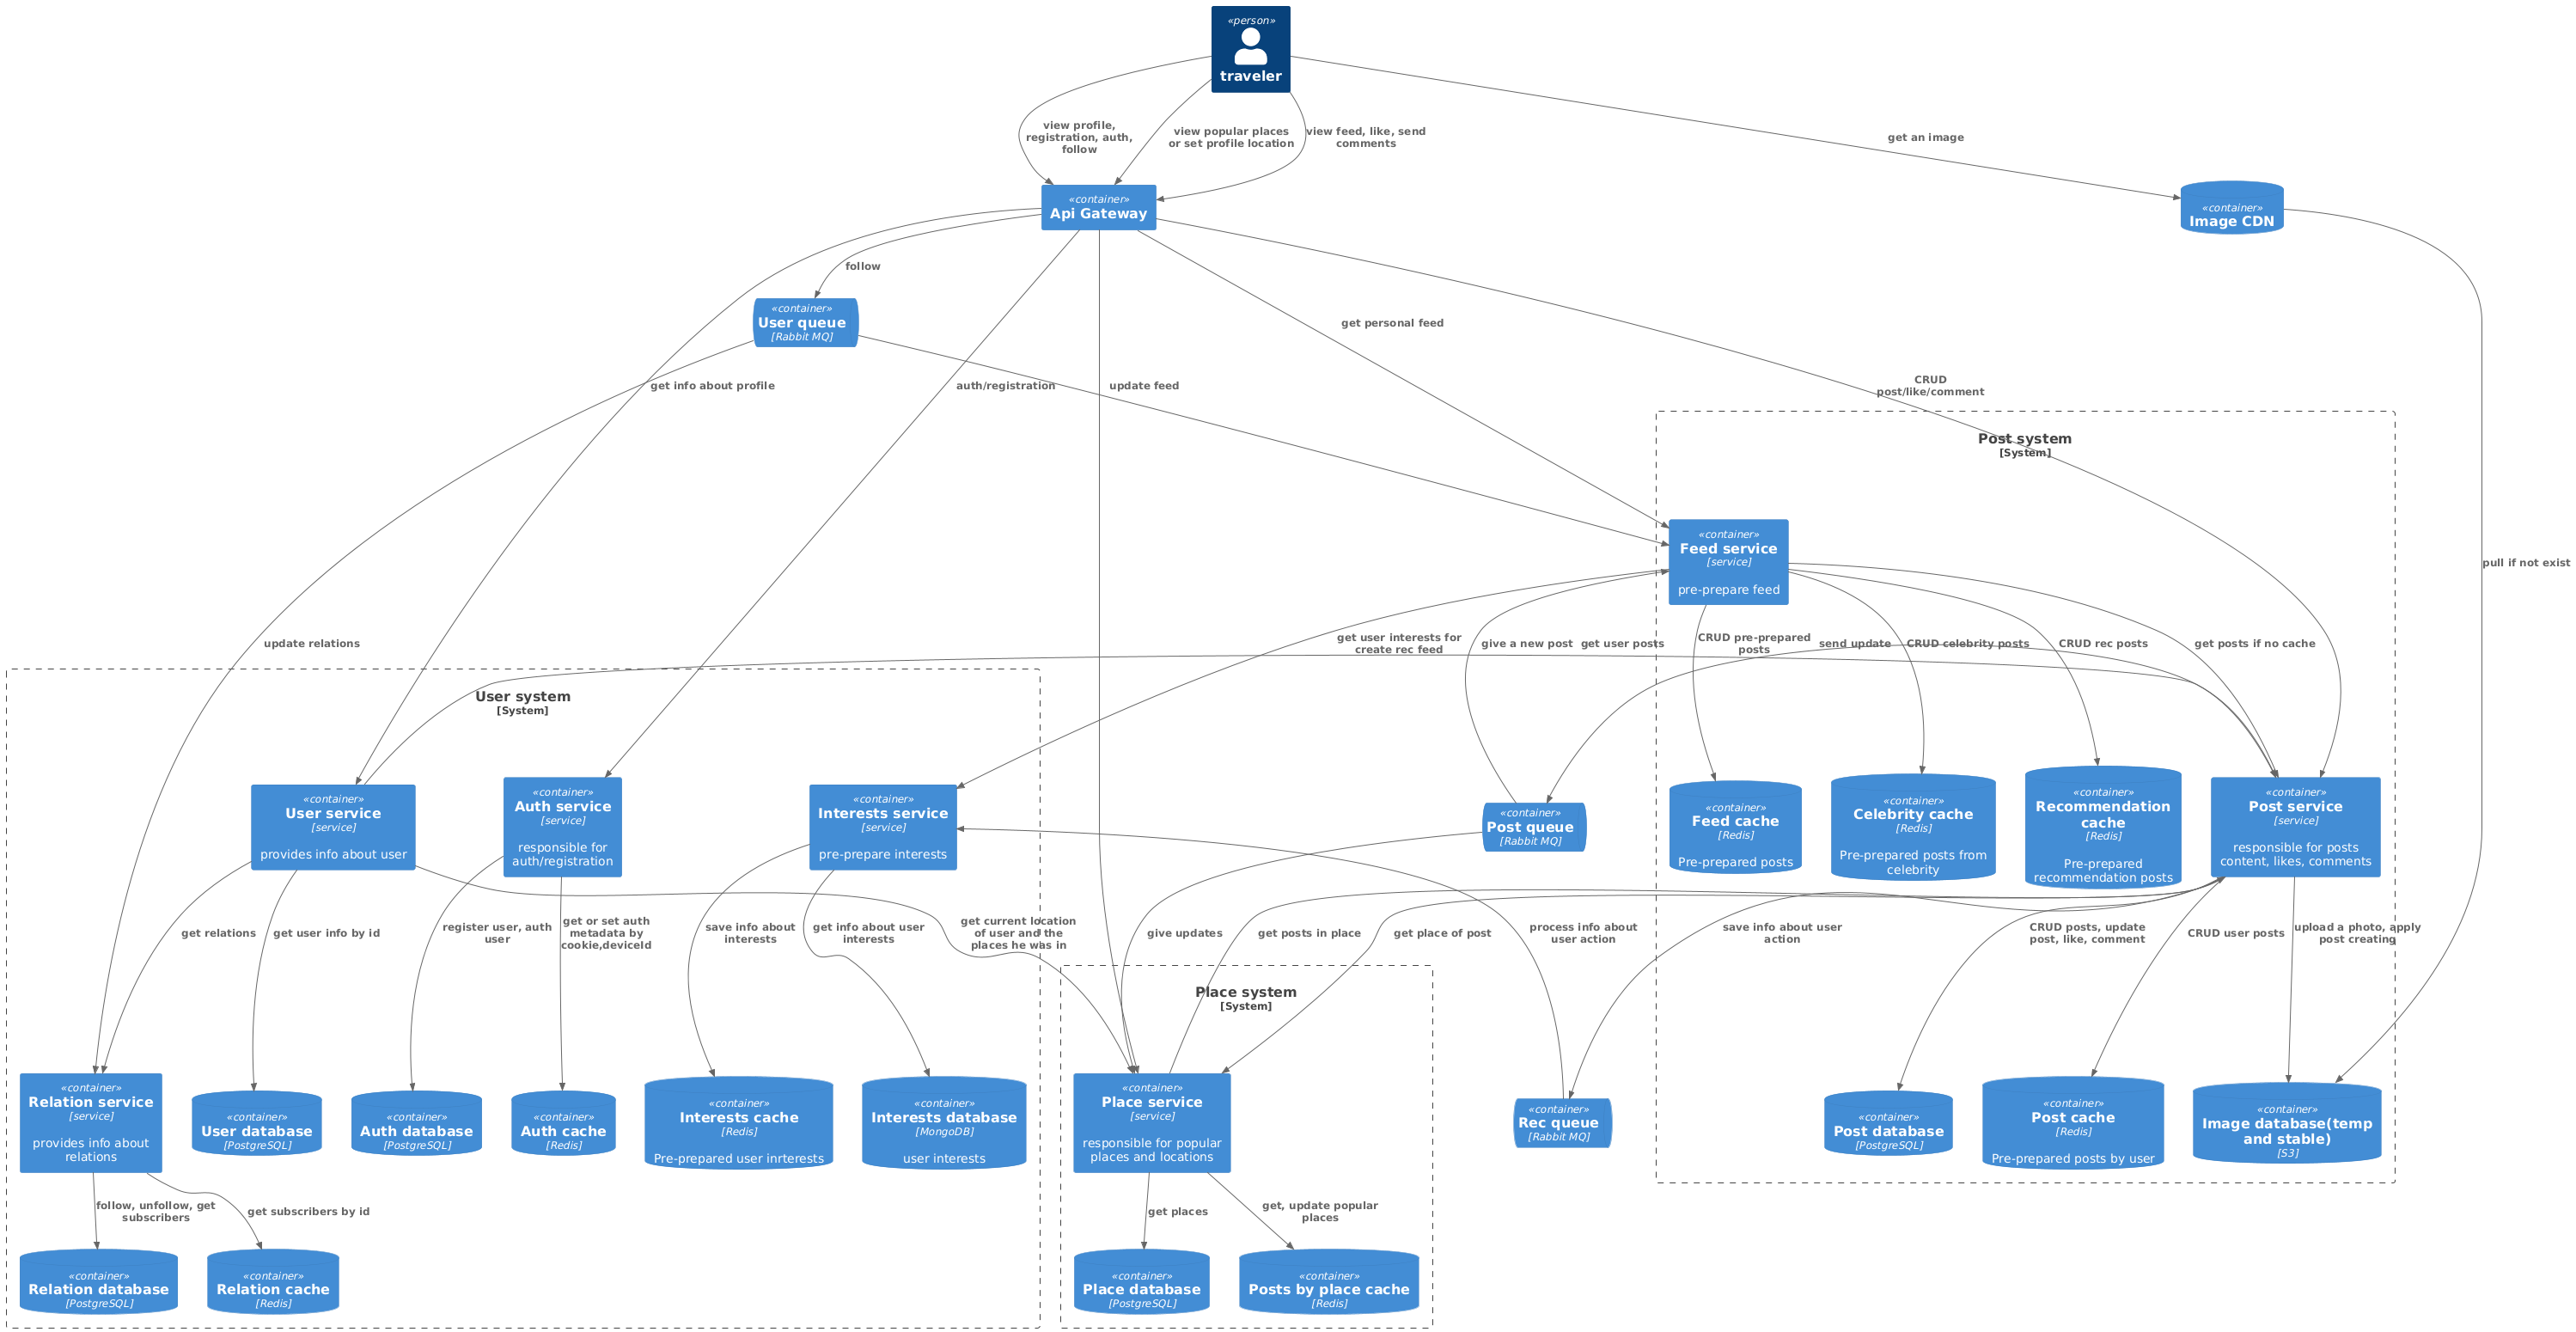 «person»
traveler
view profile,
registration, auth,
follow
view popular places
or set profile location
view feed, like, send
comments
get an image
«container»
Api Gateway
«container»
Image CDN
follow
«container»
User queue
[Rabbit MQ]
get personal feed
get info about profile
auth/registration
update feed
CRUD
post/like/comment
Post system
[System]
«container»
Feed service
[service]
pre-prepare feed
pull if not exist
update relations
get user interests for
create rec feed
give a new post
get user posts
CRUD pre-prepared
posts
send update
CRUD celebrity posts
CRUD rec posts
get posts if no cache
User system
[System]
«container»
User service
[service]
provides info about user
«container»
Auth service
[service]
responsible for
auth/registration
«container»
Interests service
[service]
pre-prepare interests
«container»
Post queue
[Rabbit MQ]
«container»
Feed cache
[Redis]
Pre-prepared posts
«container»
Celebrity cache
[Redis]
Pre-prepared posts from
celebrity
«container»
Recommendation
cache
[Redis]
Pre-prepared
recommendation posts
«container»
Post service
[service]
responsible for posts
content, likes, comments
get relations
get user info by id
register user, auth
user
get or set auth
metadata by
cookie,deviceId
save info about
interests
get info about user
interests
get current location
of user and the
places he was in
give updates
get posts in place
get place of post
process info about
user action
save info about user
action
CRUD posts, update
post, like, comment
CRUD user posts
upload a photo, apply
post creating
Place system
[System]
«container»
Relation service
[service]
provides info about
relations
«container»
User database
[PostgreSQL]
«container»
Auth database
[PostgreSQL]
«container»
Auth cache
[Redis]
«container»
Interests cache
[Redis]
Pre-prepared user inrterests
«container»
Interests database
[MongoDB]
user interests
«container»
Place service
[service]
responsible for popular
places and locations
«container»
Rec queue
[Rabbit MQ]
«container»
Post database
[PostgreSQL]
«container»
Post cache
[Redis]
Pre-prepared posts by user
«container»
Image database(temp
and stable)
[S3]
follow, unfollow, get
subscribers
get subscribers by id
get places
get, update popular
places
«container»
Relation database
[PostgreSQL]
«container»
Relation cache
[Redis]
«container»
Place database
[PostgreSQL]
«container»
Posts by place cache
[Redis]